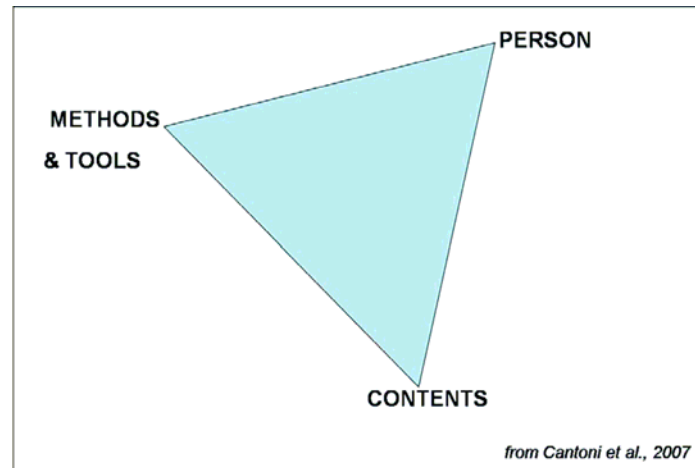 PERSON
METHODS
& TOOLS
CONTENTS
from Cantoni et al., 2007